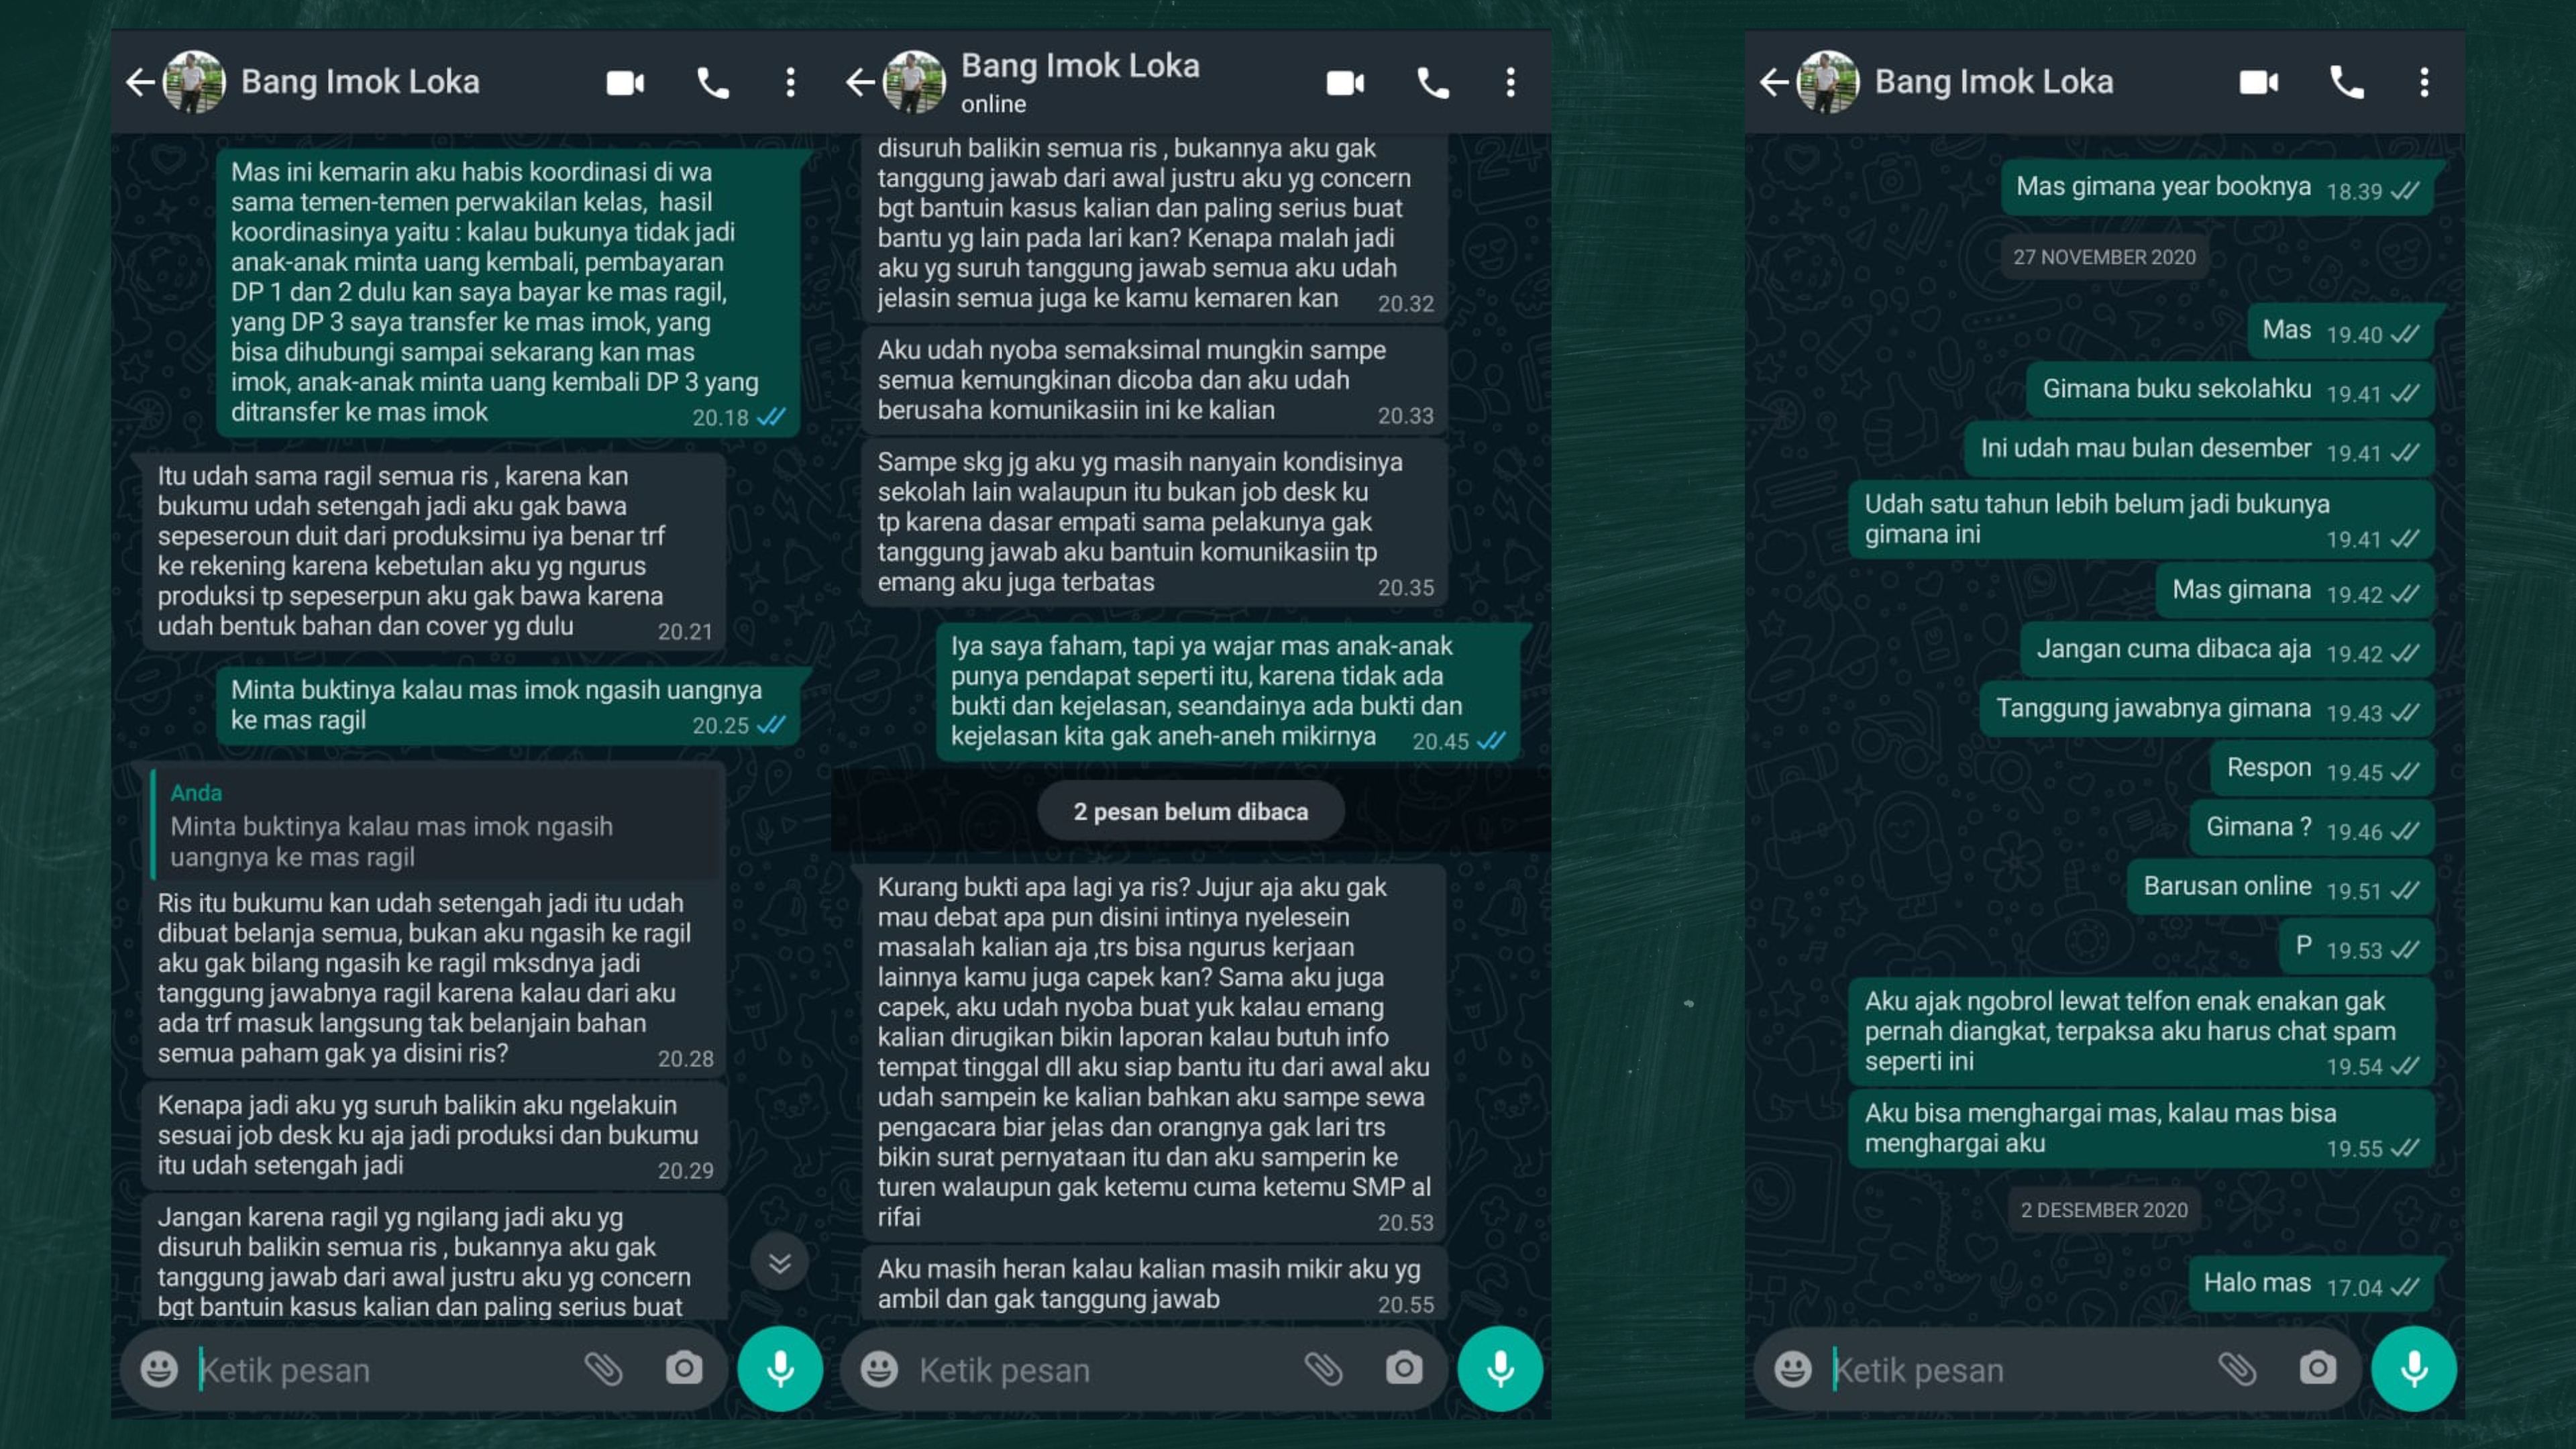 Bang Imok Loka
Mas ini kemarin aku habis koordinasi di wa
sama temen-temen perwakilan kelas, hasil
koordinasinya yaitu : kalau bukunya tidak jadi
anak-anak minta uang kembali, pembayaran
DP 1 dan 2 dulu kan saya bayar ke mas ragil,
yang DP 3 saya transfer ke mas imok, yang
bisa dihubungi sampai sekarang kan mas
imok, anak-anak minta uang kembali DP 3 yang
ditransfer ke mas imok 20.18
Itu udah sama ragil semua ris , karena kan
bukumu udah setengah jadi aku gak bawa
sepeseroun duit dari produksimu iya benar trf
ke rekening karena kebetulan aku yg ngurus
produksi tp sepeserpun aku gak bawa karena
udah bentuk bahan dan cover yg dulu 20.21
Minta buktinya kalau mas imok ngasih uangnya
ke mas ragil 20.25
Anda
Minta buktinya kalau mas imok ngasih
uangnya ke mas ragil
Ris itu bukumu kan udah setengah jadi itu udah
dibuat belanja semua, bukan aku ngasih ke ragil
aku gak bilang ngasih ke ragil mksdnya jadi
tanggung jawabnya ragil karena kalau dari aku
ada trf masuk langsung tak belanjain bahan
semua paham gak ya disini ris? 20.28
Kenapa jadi aku yg suruh balikin aku ngelakuin
sesuai job desk ku aja jadi produksi dan bukumu
itu udah setengah jadi 20.29
Jangan karena ragil yg ngilang jadi aku yg
disuruh balikin semua ris , bukannya aku gak
tanggung jawab dari awal justru aku yg concern
bgt bantuin kasus kalian dan paling serius buat
Ketik pesan
Bang Imok Loka
online
disuruh balikin semua ris , bukannya aku gak
tanggung jawab dari awal justru aku yg concern
bgt bantuin kasus kalian dan paling serius buat
bantu yg lain pada lari kan? Kenapa malah jadi
aku yg suruh tanggung jawab semua aku udah
jelasin semua juga ke kamu kemaren kan 20.32
Aku udah nyoba semaksimal mungkin sampe
semua kemungkinan dicoba dan aku udah
berusaha komunikasiin ini ke kalian 20.33
Sampe skg jg aku yg masih nanyain kondisinya
sekolah lain walaupun itu bukan job desk ku
tp karena dasar empati sama pelakunya gak
tanggung jawab aku bantuin komunikasiin tp
emang aku juga terbatas 20.35
Iya saya faham, tapi ya wajar mas anak-anak
punya pendapat seperti itu, karena tidak ada
bukti dan kejelasan, seandainya ada bukti dan
kejelasan kita gak aneh-aneh mikirnya 20.45
2 pesan belum dibaca
Kurang bukti apa lagi ya ris? Jujur aja aku gak
mau debat apa pun disini intinya nyelesein
masalah kalian aja ,trs bisa ngurus kerjaan
lainnya kamu juga capek kan? Sama aku juga
capek, aku udah nyoba buat yuk kalau emang
kalian dirugikan bikin laporan kalau butuh info
tempat tinggal dll aku siap bantu itu dari awal aku
udah sampein ke kalian bahkan aku sampe sewa
pengacara biar jelas dan orangnya gak lari trs
bikin surat pernyataan itu dan aku samperin ke
turen walaupun gak ketemu cuma ketemu SMP al
rifai 20.53
Aku masih heran kalau kalian masih mikir aku yg
ambil dan gak tanggung jawab 20.55
Ketik pesan
Bang Imok Loka
Mas gimana year booknya 18.39
27 NOVEMBER 2020
Mas 19.40
Gimana buku sekolahku 19.41
Ini udah mau bulan desember 19.41
Udah satu tahun lebih belum jadi bukunya
gimana ini 19.41
Mas gimana 19.42
Jangan cuma dibaca aja 19.42
Tanggung jawabnya gimana 19.43
Respon 19.45
Gimana ? 19.46
Barusan online 19.51
P 19.53
Aku ajak ngobrol lewat telfon enak enakan gak
pernah diangkat, terpaksa aku harus chat spam
seperti ini 19.54
Aku bisa menghargai mas, kalau mas bisa
menghargai aku 19.55
2 DESEMBER 2020
Halo mas 17.04
Ketik pesan